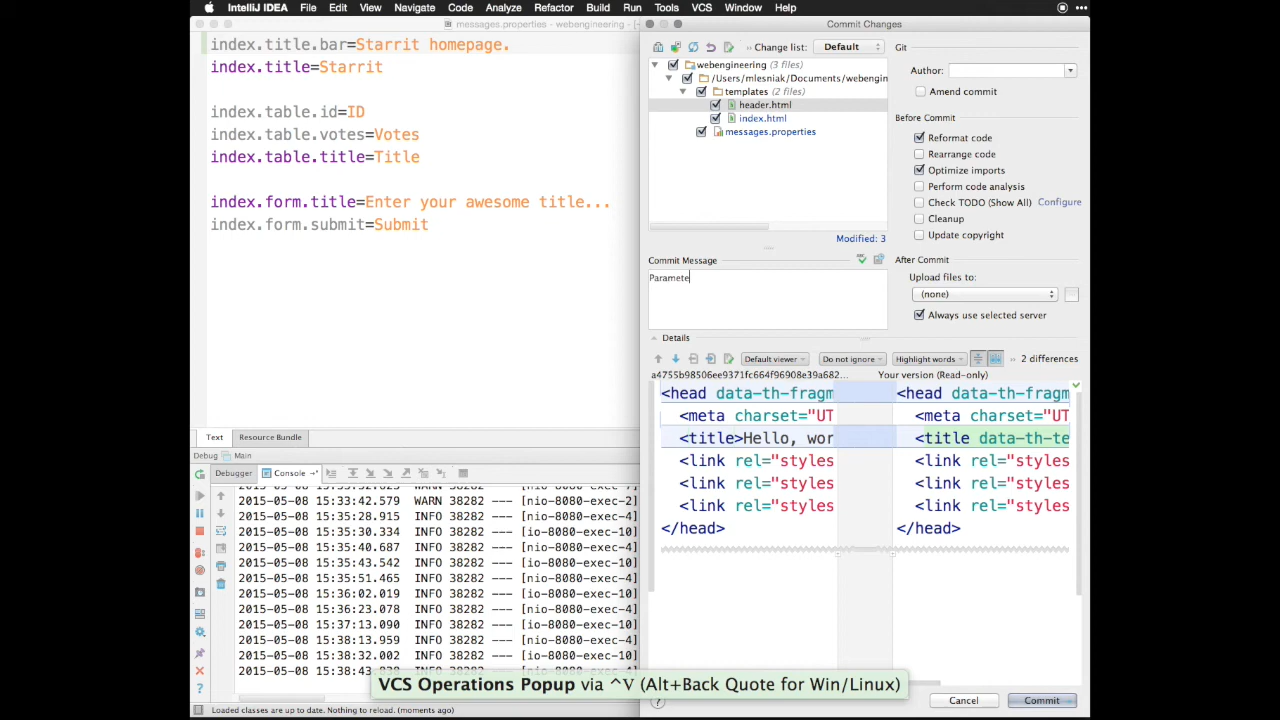 IntelliJ IDEA File Edit View Navigate Code Analyze Refactor Build Run Tools VCS Window Help
messages.properties - webengineering - [
Commit Changes
index.title.bar=Starrit homepage.
index.title=Starrit
index.table.id=ID
index.table.votes=Votes
index.table.title=Title
index.form.title=Enter your awesome title...
index.form.submit=Submit
Text Resource Bundle
Change list: Default
webengineering (3 files)
/Users/mlesniak/Documents/webengin
templates (2 files)
header.html
index.html
messages.properties
Modified: 3
Commit Message
Paramete
Git
Author:
Amend commit
Before Commit
Reformat code
Rearrange code
Optimize imports
Perform code analysis
Check TODO (Show All) Configure
Cleanup
Update copyright
After Commit
Upload files to:
(none)
Always use selected server
Details
Default viewer Do not ignore Highlight words 2 differences
a4755b98506ee9371fc664f96908e39a682... Your version (Read-only)
<head data-th-fragm <head data-th-fragm
<meta charset="UT <meta charset="UT
<title>Hello, wor <title data-th-te
<link rel="styles <link rel="styles
<link rel="styles <link rel="styles
<link rel="styles <link rel="styles
</head> </head>
Debug Main
Debugger Console
2015-05-08 15:33:42.579 WARN 38282 --- [nio-8080-exec-2]
2015-05-08 15:35:28.915 INFO 38282 --- [nio-8080-exec-4]
2015-05-08 15:35:30.334 INFO 38282 --- [io-8080-exec-10]
2015-05-08 15:35:40.687 INFO 38282 --- [nio-8080-exec-4]
2015-05-08 15:35:43.542 INFO 38282 --- [io-8080-exec-10]
2015-05-08 15:35:51.465 INFO 38282 --- [nio-8080-exec-4]
2015-05-08 15:36:02.019 INFO 38282 --- [io-8080-exec-10]
2015-05-08 15:36:23.078 INFO 38282 --- [nio-8080-exec-4]
2015-05-08 15:37:13.090 INFO 38282 --- [io-8080-exec-10]
2015-05-08 15:38:13.959 INFO 38282 --- [nio-8080-exec-4]
2015-05-08 15:38:32.002 INFO 38282 --- [io-8080-exec-10]
2015-05-08 15:38:43
VCS Operations Popup via ⌃V (Alt+Back Quote for Win/Linux)
Cancel Commit
Loaded classes are up to date. Nothing to reload. (moments ago)